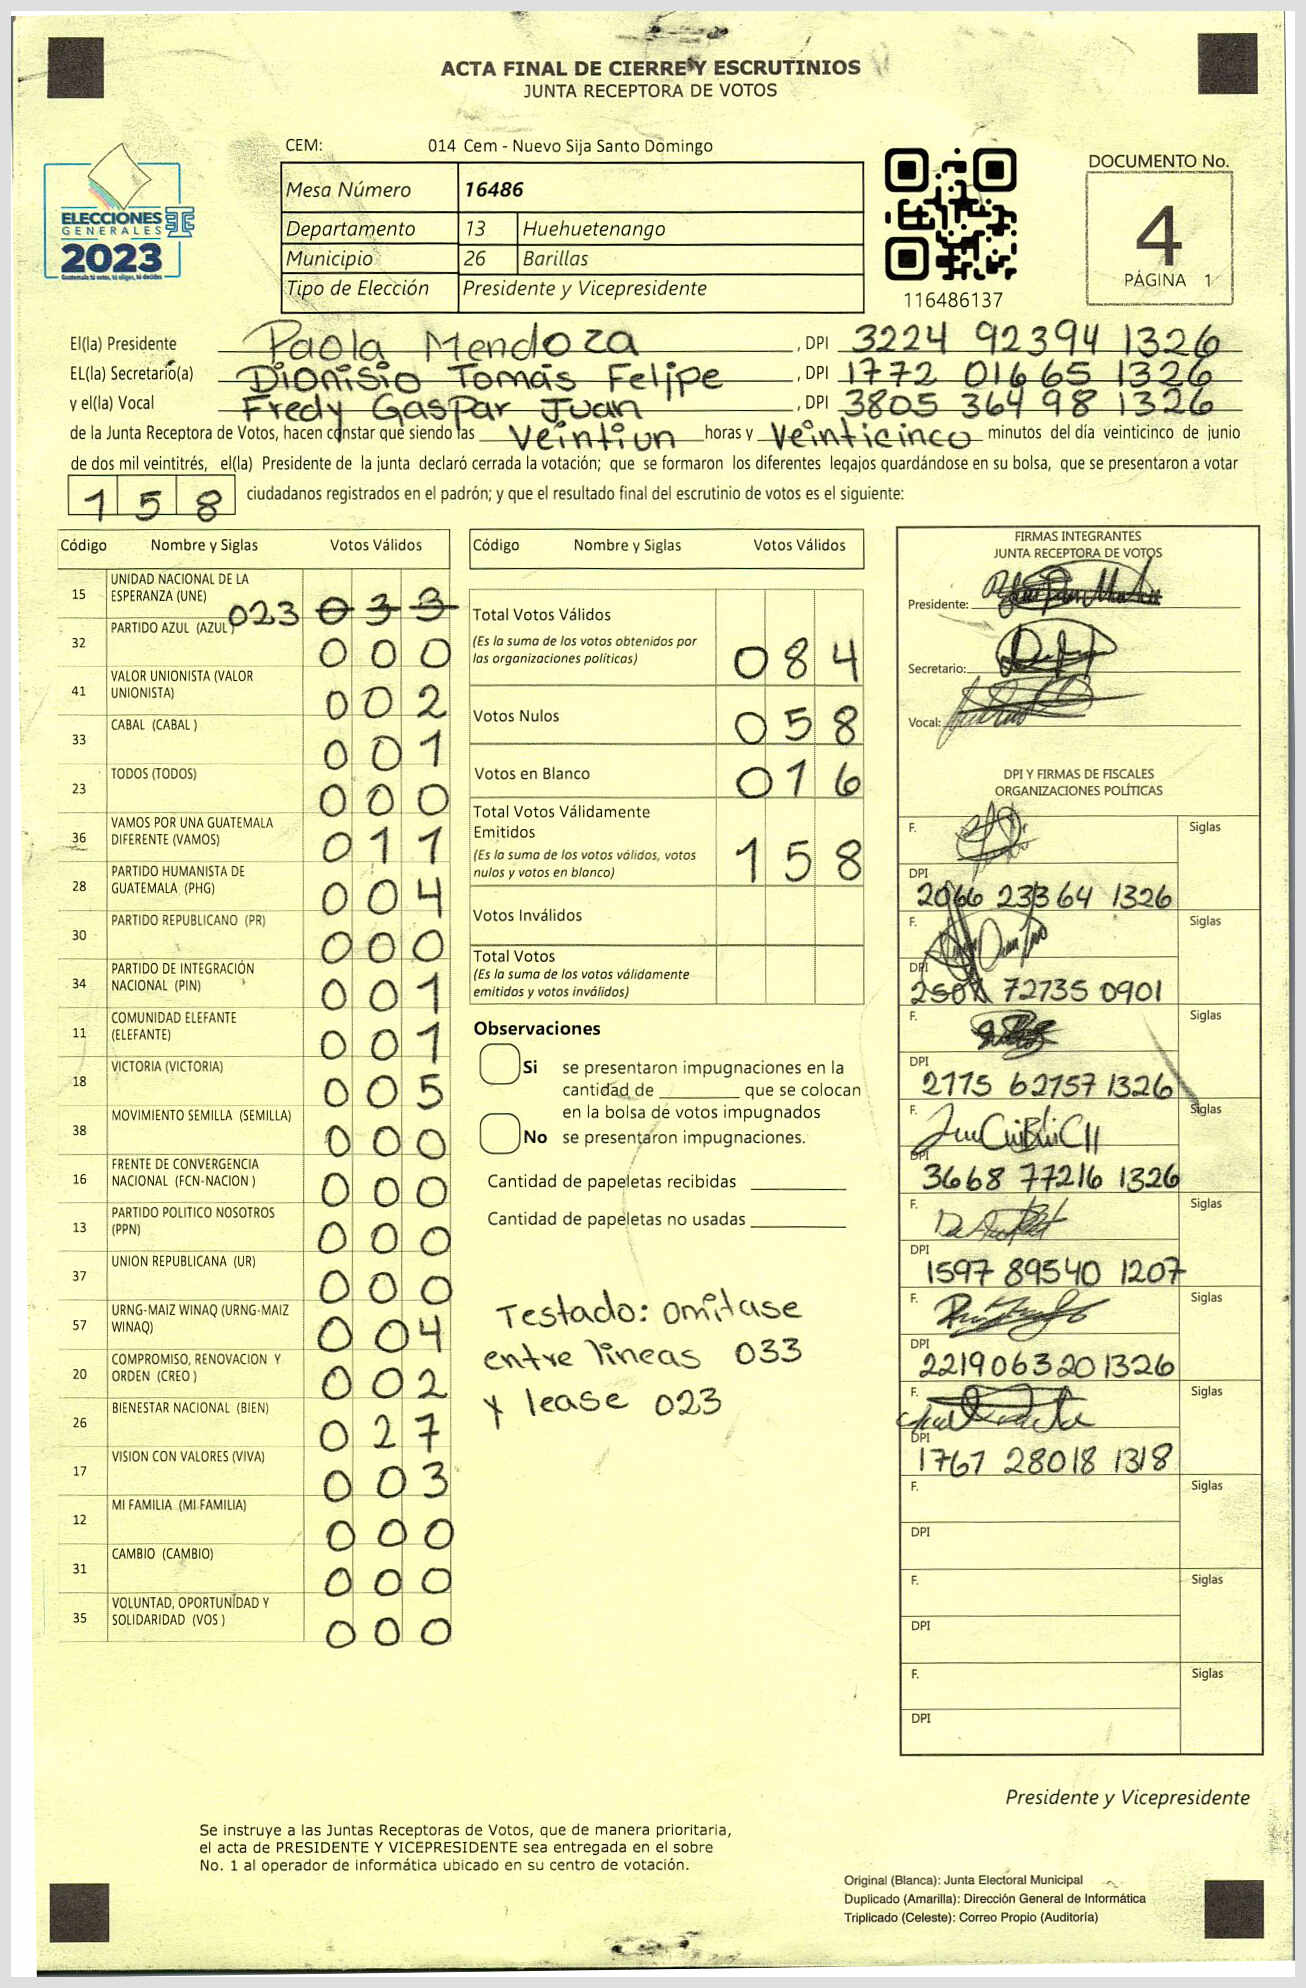 ACTA FINAL DE CIERRE Y ESCRUTINIOS
JUNTA RECEPTORA DE VOTOS
CEM: 014 Cem - Nuevo Sija Santo Domingo
ELECCIONES
GENERALES
2023
Guatemala tú votas, tú eliges, tú decides
Mesa Número 16486
Departamento 13 Huehuetenango
Municipio 26 Barillas
Tipo de Elección Presidente y Vicepresidente
116486137
DOCUMENTO No.
4
PÁGINA 1
El(la) Presidente Paola Mendoza , DPI 3224 92394 1326
EL(la) Secretario(a) Dionisio Tomás Felipe , DPI 1772 01665 1326
y el(la) Vocal Fredy Gaspar Juan , DPI 3805 36498 1326
de la Junta Receptora de Votos, hacen constar que siendo las Veintiun horas y Veinticinco minutos del día veinticinco de junio
de dos mil veintitrés, el(la) Presidente de la junta declaró cerrada la votación; que se formaron los diferentes legajos guardándose en su bolsa, que se presentaron a votar
158 ciudadanos registrados en el padrón; y que el resultado final del escrutinio de votos es el siguiente:
Código Nombre y Siglas Votos Válidos
15 UNIDAD NACIONAL DE LA ESPERANZA (UNE) 023 033
32 PARTIDO AZUL (AZUL) 000
41 VALOR UNIONISTA (VALOR UNIONISTA) 002
33 CABAL (CABAL ) 001
23 TODOS (TODOS) 000
36 VAMOS POR UNA GUATEMALA DIFERENTE (VAMOS) 011
28 PARTIDO HUMANISTA DE GUATEMALA (PHG) 004
30 PARTIDO REPUBLICANO (PR) 000
34 PARTIDO DE INTEGRACIÓN NACIONAL (PIN) 001
11 COMUNIDAD ELEFANTE (ELEFANTE) 001
18 VICTORIA (VICTORIA) 005
38 MOVIMIENTO SEMILLA (SEMILLA) 000
16 FRENTE DE CONVERGENCIA NACIONAL (FCN-NACION ) 000
13 PARTIDO POLITICO NOSOTROS (PPN) 000
37 UNION REPUBLICANA (UR) 000
57 URNG-MAIZ WINAQ (URNG-MAIZ WINAQ) 004
20 COMPROMISO, RENOVACION Y ORDEN (CREO ) 002
26 BIENESTAR NACIONAL (BIEN) 027
17 VISION CON VALORES (VIVA) 003
12 MI FAMILIA (MI FAMILIA) 000
31 CAMBIO (CAMBIO) 000
35 VOLUNTAD, OPORTUNIDAD Y SOLIDARIDAD (VOS ) 000
Código Nombre y Siglas Votos Válidos
Total Votos Válidos
(Es la suma de los votos obtenidos por
las organizaciones políticas) 084
Votos Nulos 058
Votos en Blanco 016
Total Votos Válidamente
Emitidos
(Es la suma de los votos válidos, votos
nulos y votos en blanco) 158
Votos Inválidos
Total Votos
(Es la suma de los votos válidamente
emitidos y votos inválidos)
Observaciones
Si se presentaron impugnaciones en la
cantidad de ________ que se colocan
en la bolsa de votos impugnados
No se presentaron impugnaciones.
Cantidad de papeletas recibidas
Cantidad de papeletas no usadas
Testado: omitase
entre lineas 033
y lease 023
FIRMAS INTEGRANTES
JUNTA RECEPTORA DE VOTOS
Presidente:
Secretario:
Vocal:
DPI Y FIRMAS DE FISCALES
ORGANIZACIONES POLÍTICAS
F. Siglas
DPI
2066 23364 1326
F. Siglas
DPI
72735 0901
F. Siglas
DPI
2775 62757 1326
F. Siglas
DPI
3668 77216 1326
F. Siglas
DPI
1597 89540 1207
F. Siglas
DPI
2219063201326
F. Siglas
DPI
1767 28018 1318
F. Siglas
DPI
F. Siglas
DPI
F. Siglas
DPI
Presidente y Vicepresidente
Se instruye a las Juntas Receptoras de Votos, que de manera prioritaria,
el acta de PRESIDENTE Y VICEPRESIDENTE sea entregada en el sobre
No. 1 al operador de informática ubicado en su centro de votación.
Original (Blanca): Junta Electoral Municipal
Duplicado (Amarilla): Dirección General de Informática
Triplicado (Celeste): Correo Propio (Auditoría)